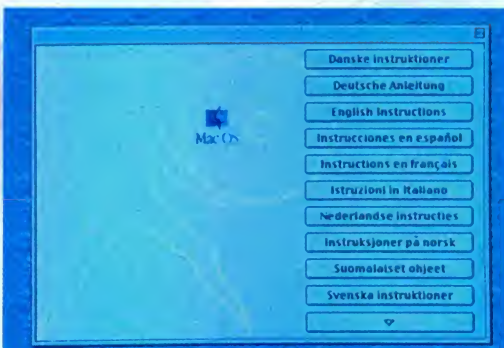 Mac OS
Danske instruktioner
Deutsche Anleitung
English Instructions
Instrucciones en español
Instructions en français
Istruzioni in Italiano
Nederlandse instructies
Instruksjoner på norsk
Suomalaiset ohjeet
Svenska instruktioner